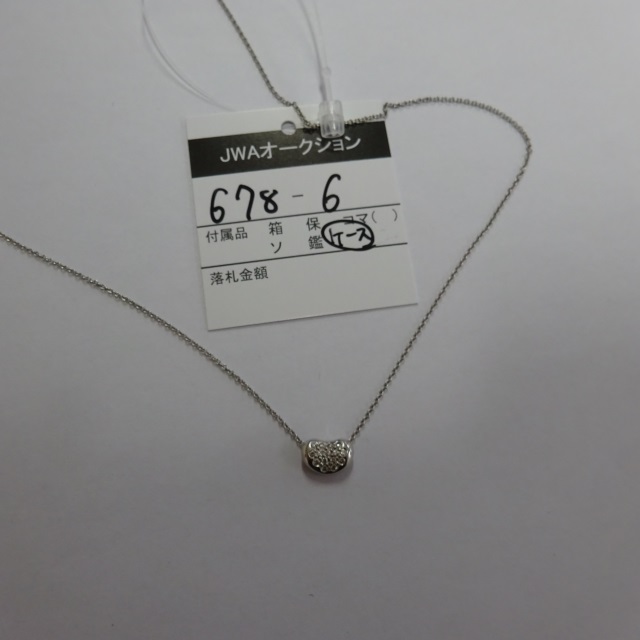 JWAオークション
678-6
付属品 箱 保 コマ( )
ソ 鑑 ケース
落札金額